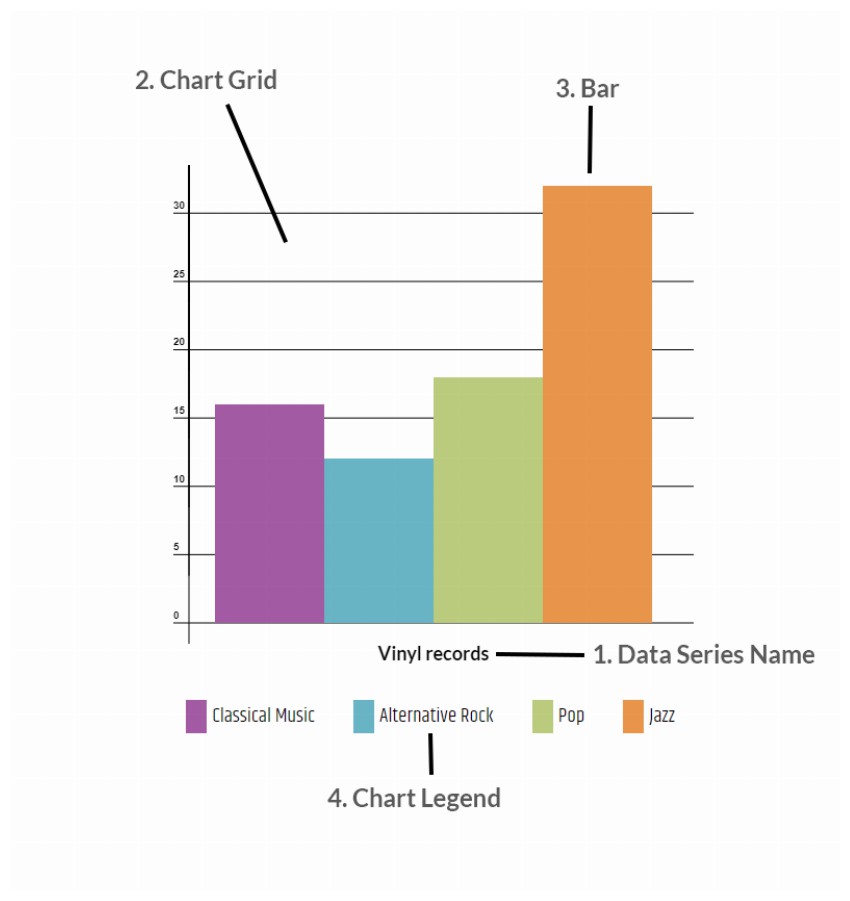 2. Chart Grid
3. Bar
30
25
20
15
10
5
0
Vinyl records
1. Data Series Name
Classical Music
Alternative Rock
Pop
Jazz
4. Chart Legend